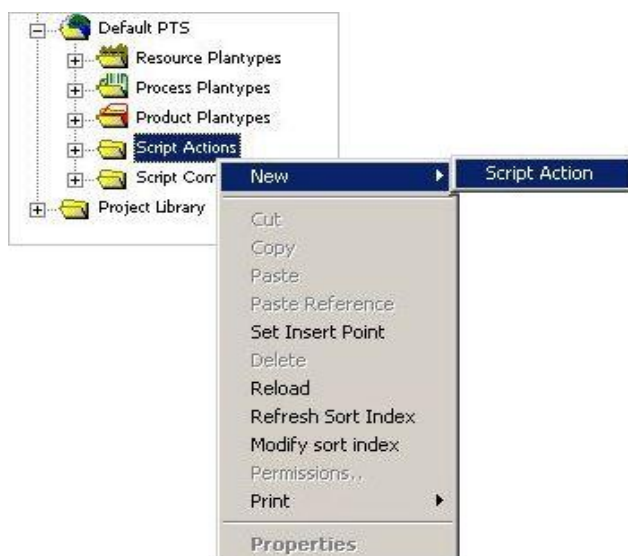 Default PTS
Resource Plantypes
Process Plantypes
Product Plantypes
Script Actions
Script Com
Project Library
New
Script Action
Cut
Copy
Paste
Paste Reference
Set Insert Point
Delete
Reload
Refresh Sort Index
Modify sort index
Permissions..
Print
Properties